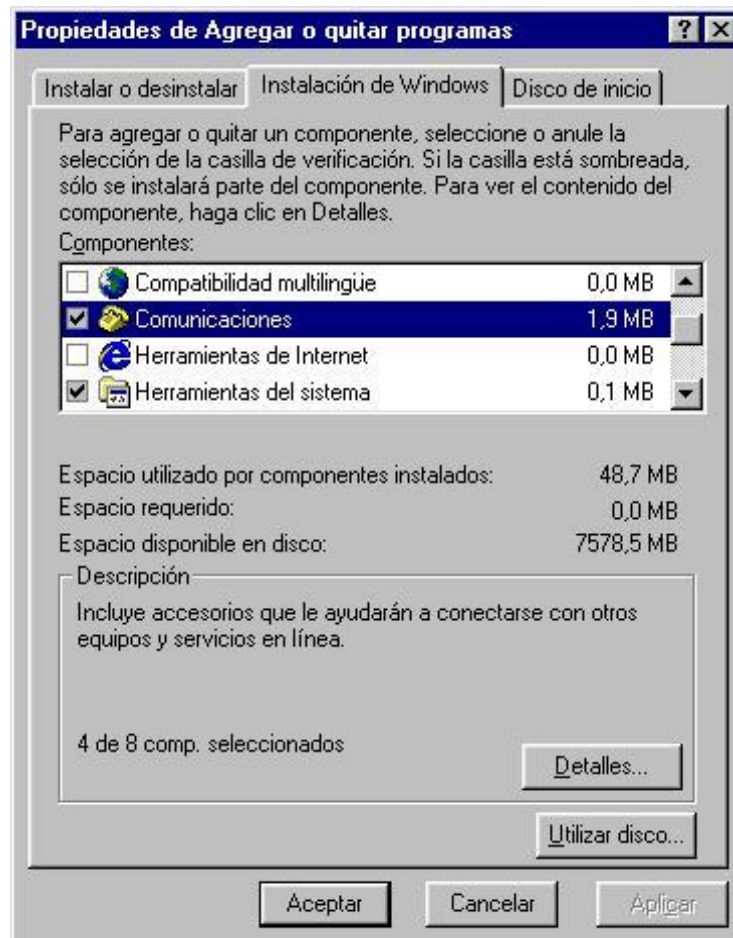 Propiedades de Agregar o quitar programas
Instalar o desinstalar Instalación de Windows Disco de inicio
Para agregar o quitar un componente, seleccione o anule la
selección de la casilla de verificación. Si la casilla está sombreada,
sólo se instalará parte del componente. Para ver el contenido del
componente, haga clic en Detalles.
Componentes:
Compatibilidad multilingüe 0,0 MB
Comunicaciones 1,9 MB
Herramientas de Internet 0,0 MB
Herramientas del sistema 0,1 MB
Espacio utilizado por componentes instalados: 48,7 MB
Espacio requerido: 0,0 MB
Espacio disponible en disco: 7578,5 MB
Descripción
Incluye accesorios que le ayudarán a conectarse con otros
equipos y servicios en línea.
4 de 8 comp. seleccionados
Detalles...
Utilizar disco...
Aceptar Cancelar Aplicar